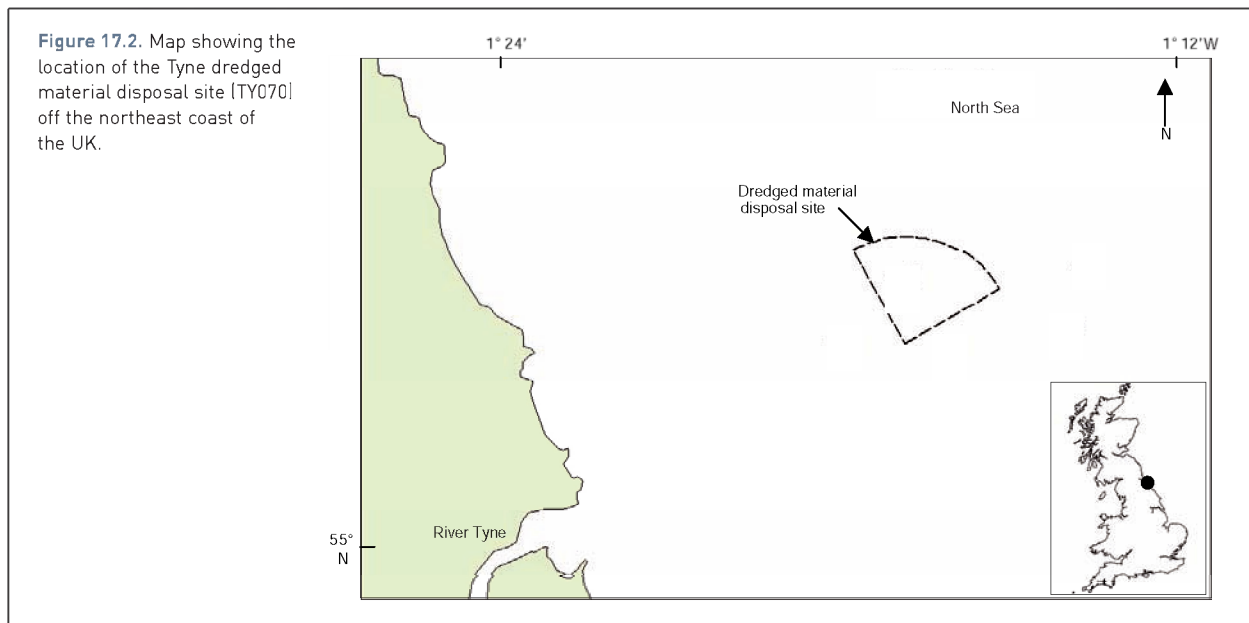 Figure 17.2. Map showing the
location of the Tyne dredged
material disposal site (TY070)
off the northeast coast of
the UK.
1° 24'
1° 12'W
North Sea
N
Dredged material
disposal site
River Tyne
55°
N